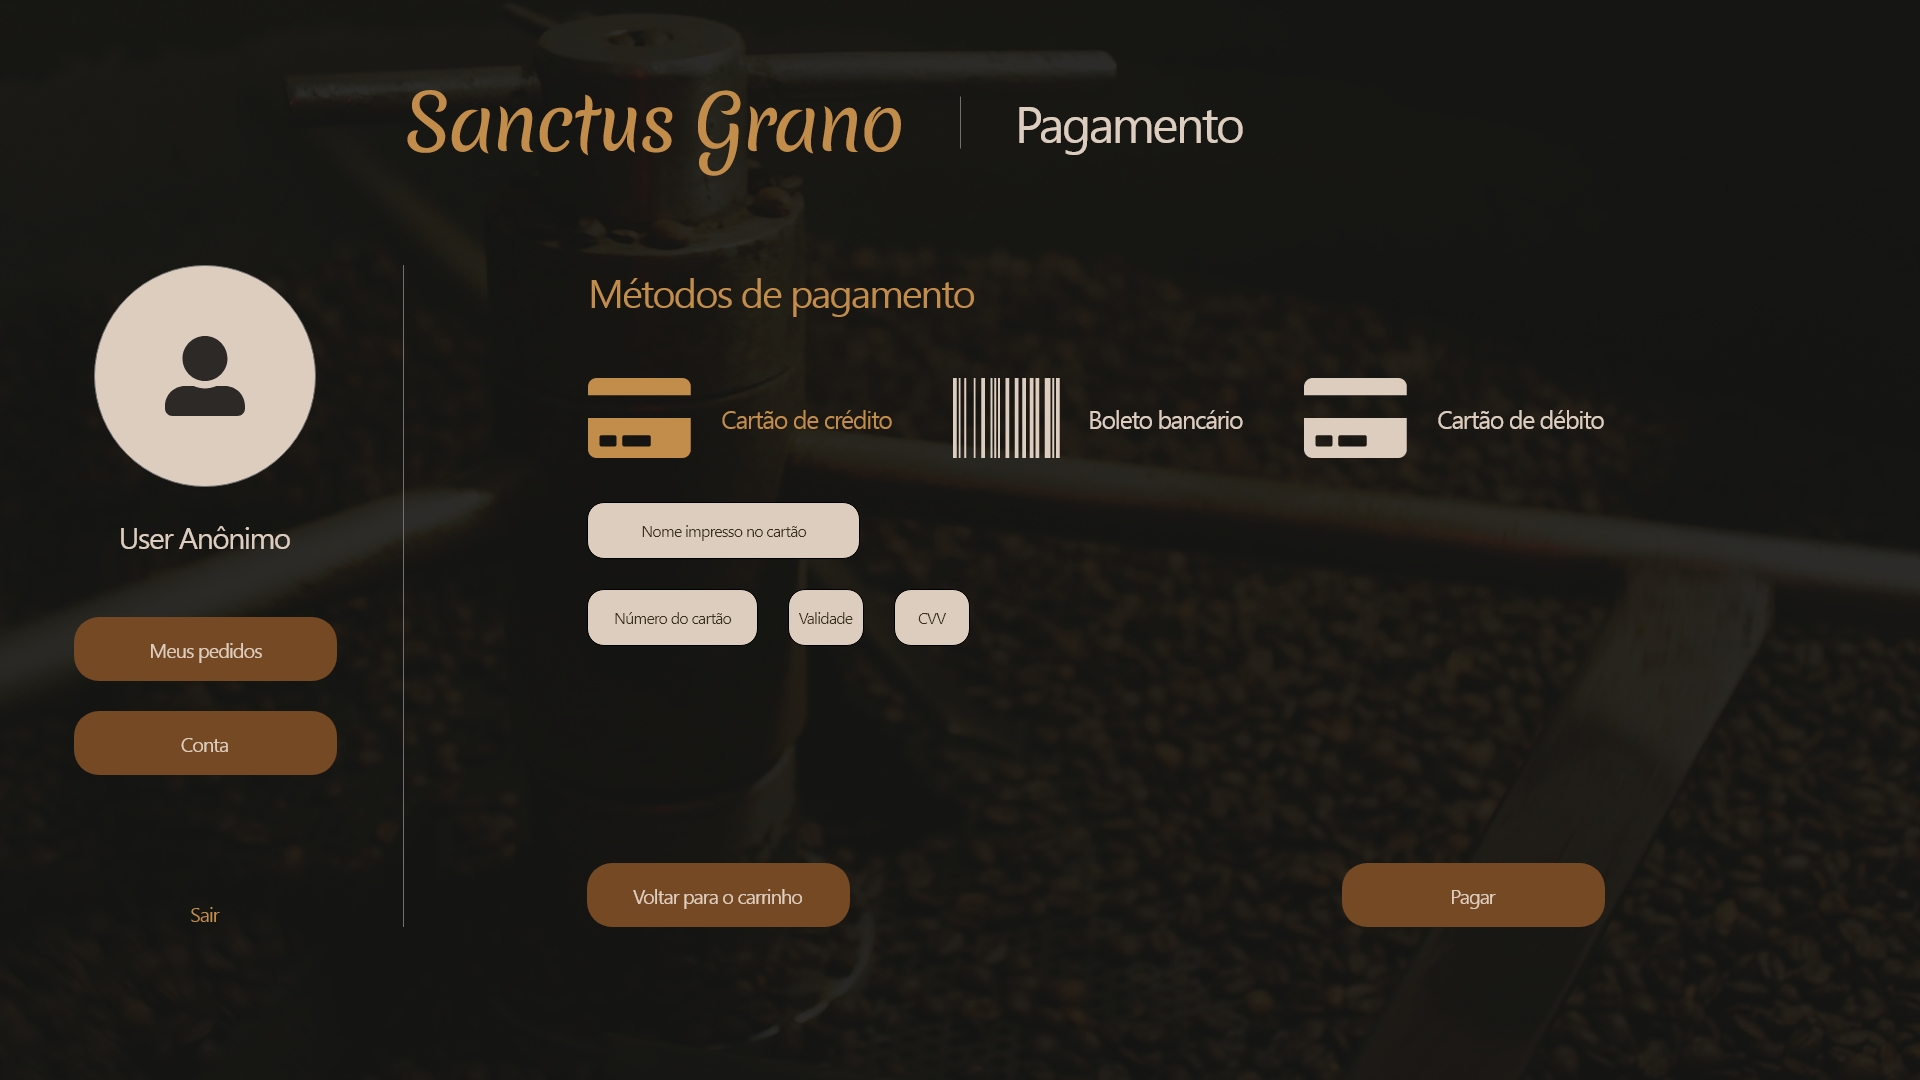 Sanctus Grano
Pagamento
User Anônimo
Meus pedidos
Conta
Sair
Métodos de pagamento
Cartão de crédito
Boleto bancário
Cartão de débito
Nome impresso no cartão
Número do cartão
Validade
CVV
Voltar para o carrinho
Pagar